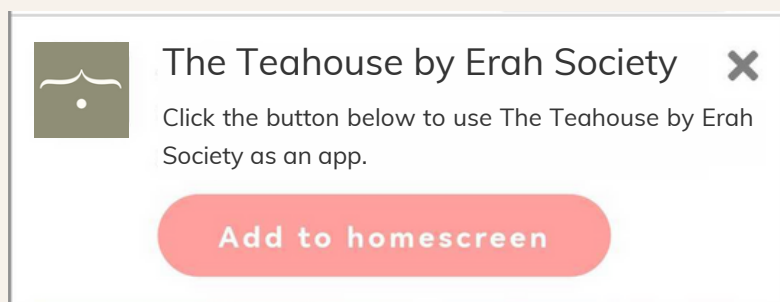 The Teahouse by Erah Society
Click the button below to use The Teahouse by Erah
Society as an app.
Add to homescreen